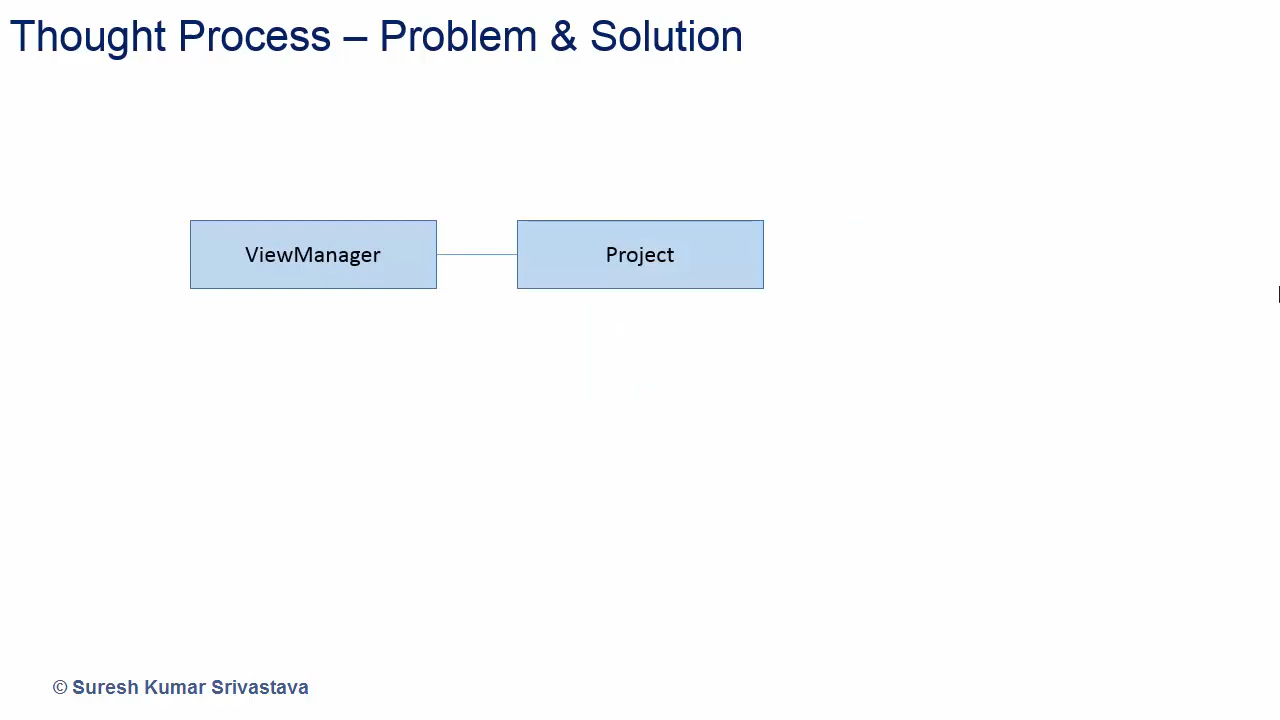 Thought Process – Problem & Solution
ViewManager
Project
© Suresh Kumar Srivastava